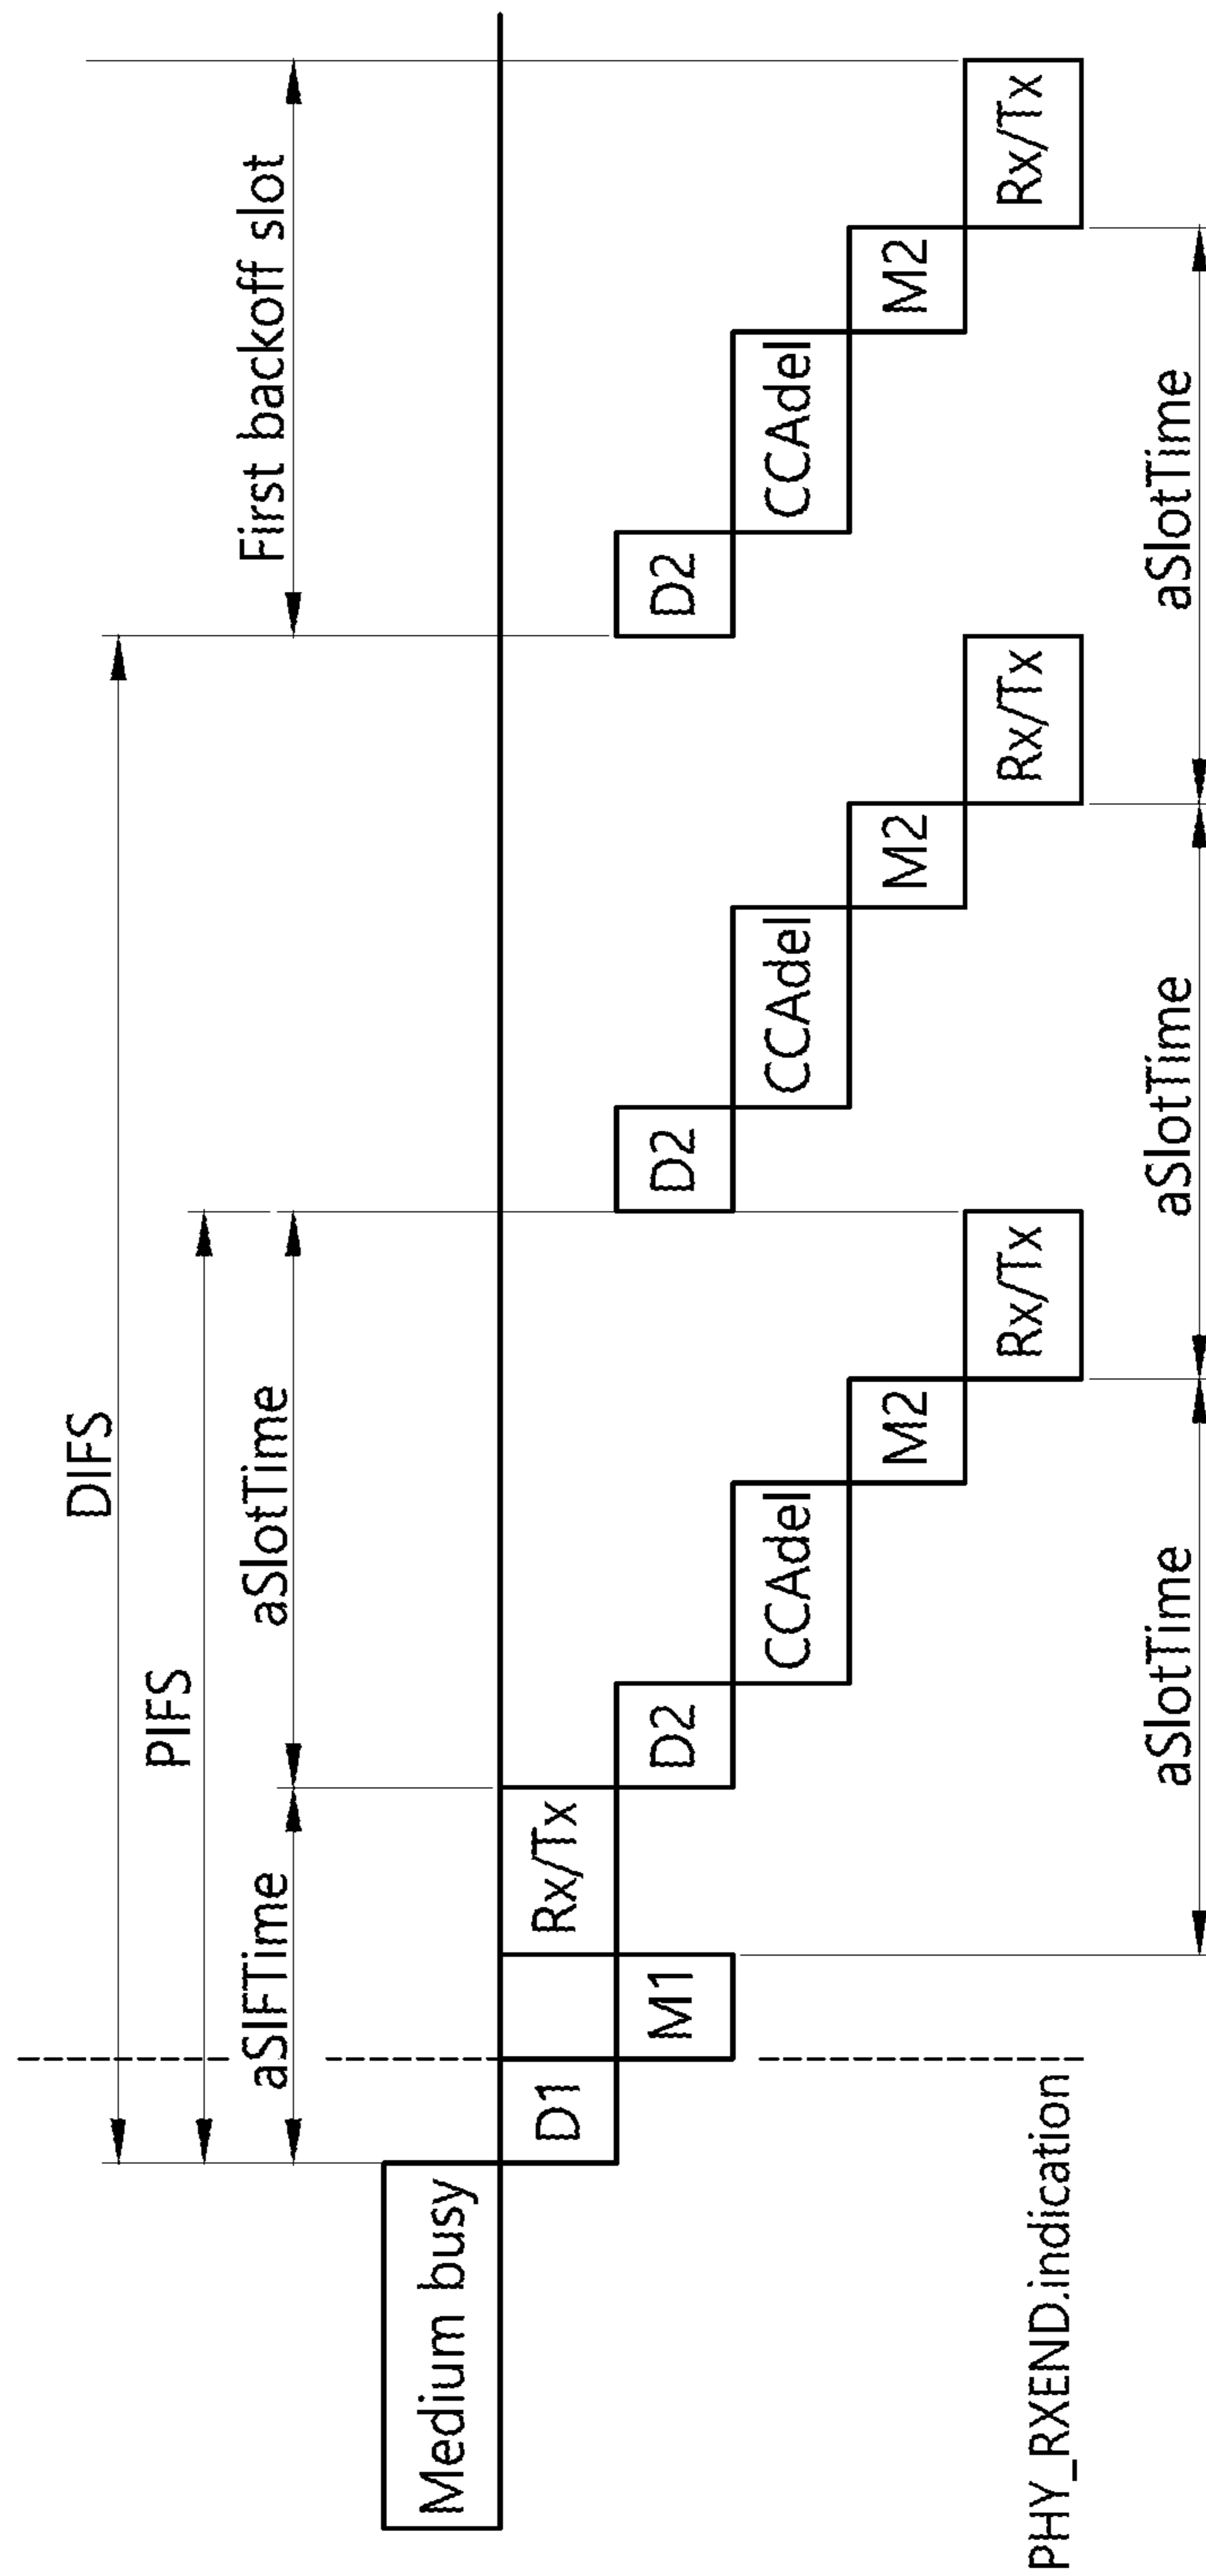 DIFS
PIFS
aSIFTime
aSlotTime
First backoff slot
Medium busy
D1
Rx/Tx
M1
D2
D2
D2
CCAdel
CCAdel
CCAdel
M2
M2
M2
Rx/Tx
Rx/Tx
Rx/Tx
PHY_RXEND.indication
aSlotTime
aSlotTime
aSlotTime